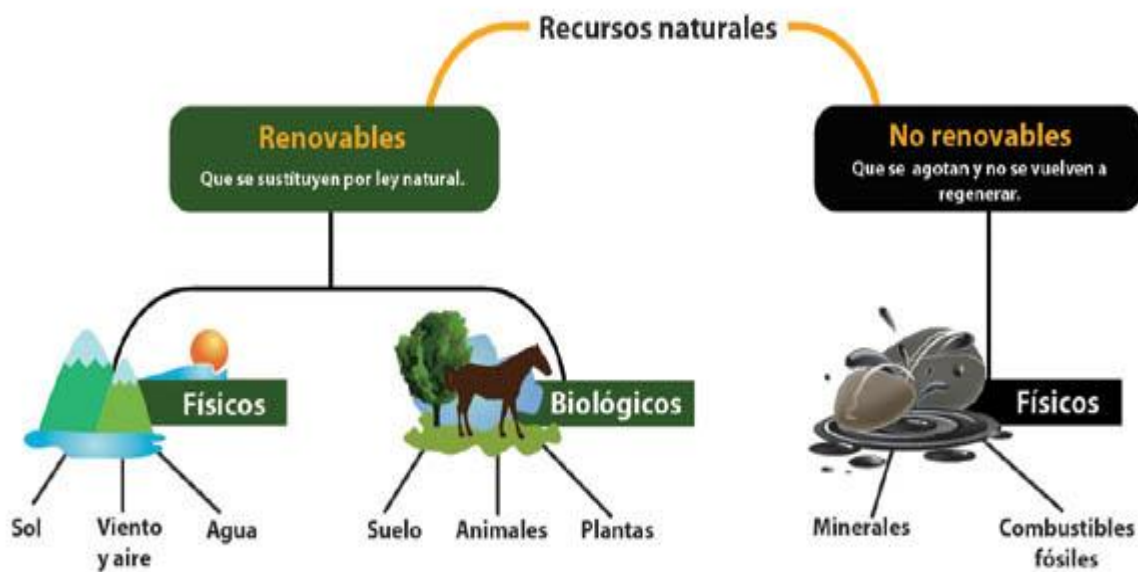 Recursos naturales
Renovables
Que se sustituyen por ley natural.
No renovables
Que se agotan y no se vuelven a
regenerar.
Físicos
Biológicos
Físicos
Sol
Viento
y aire
Agua
Suelo
Animales
Plantas
Minerales
Combustibles
fósiles